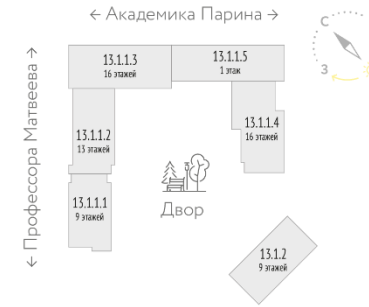 ← Академика Парина →
← Профессора Матвеева →
С
З
13.1.1.3
16 этажей
13.1.1.5
1 этаж
13.1.1.2
13 этажей
13.1.1.4
16 этажей
13.1.1.1
9 этажей
Двор
13.1.2
9 этажей